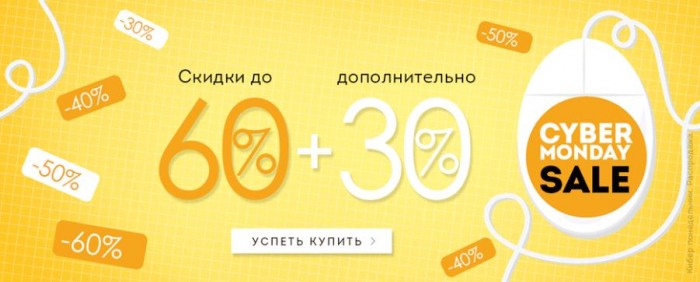 -30%
-50%
Скидки до
дополнительно
60% + 30%
-40%
CYBER
MONDAY
SALE
-50%
-60%
УСПЕТЬ КУПИТЬ >
-40%